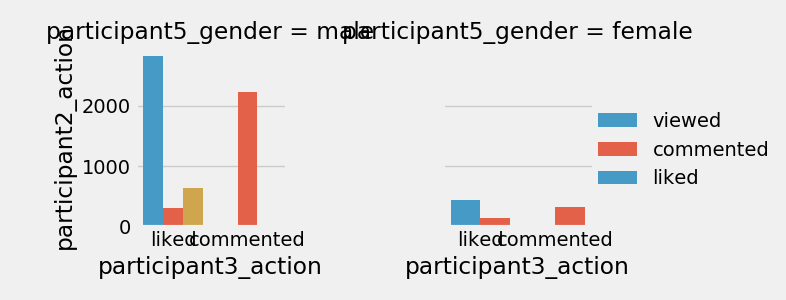 participant5_gender = male
participant5_gender = female
participant2_action
2000
1000
0
liked
commented
participant3_action
liked
commented
participant3_action
viewed
commented
liked